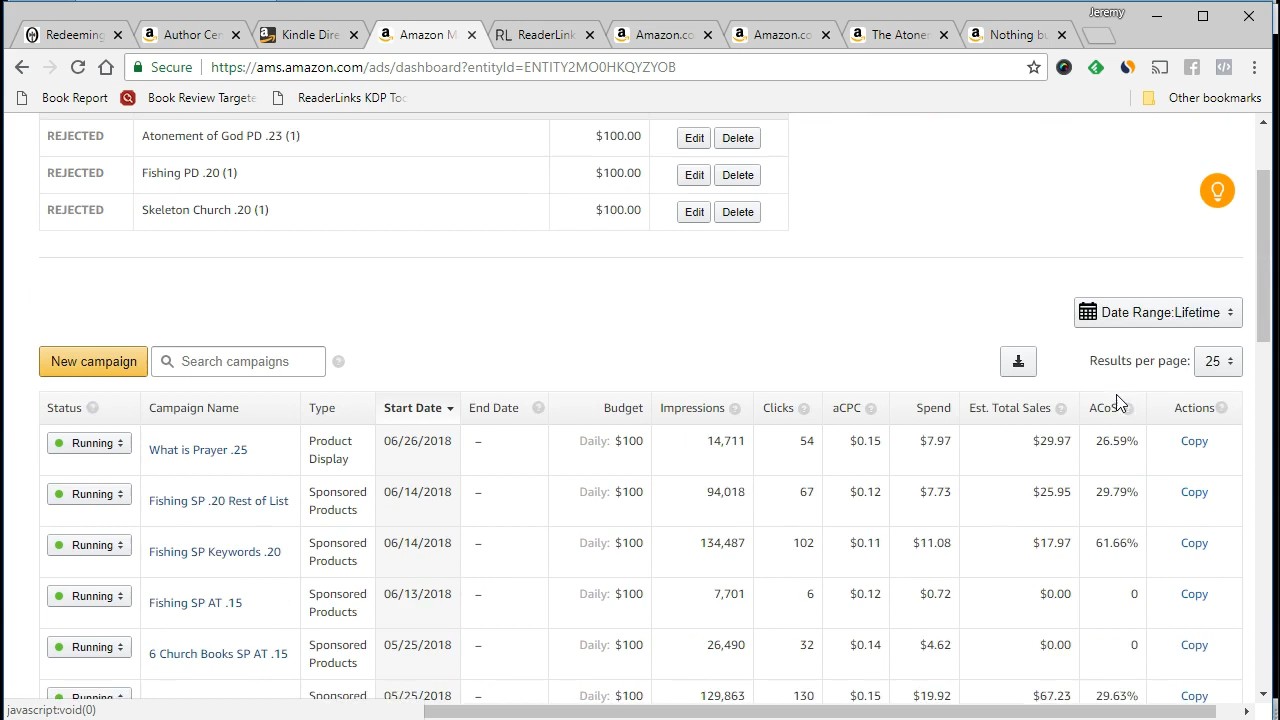 Jeremy
Redeeming
Author Cen
Kindle Dire
Amazon M
RL ReaderLink
Amazon.co
Amazon.co
The Atone
Nothing bu
Secure https://ams.amazon.com/ads/dashboard?entityId=ENTITY2MO0HKQYZYOB
Book Report Book Review Targete ReaderLinks KDP To Other bookmarks
REJECTED Atonement of God PD .23 (1) $100.00 Edit Delete
REJECTED Fishing PD .20 (1) $100.00 Edit Delete
REJECTED Skeleton Church .20 (1) $100.00 Edit Delete
Date Range:Lifetime
New campaign Search campaigns ? Results per page: 25
Status ? Campaign Name Type Start Date End Date ? Budget Impressions ? Clicks ? aCPC ? Spend Est. Total Sales ? ACoS Actions ?
Running What is Prayer .25 Product Display 06/26/2018 – Daily: $100 14,711 54 $0.15 $7.97 $29.97 26.59% Copy
Running Fishing SP .20 Rest of List Sponsored Products 06/14/2018 – Daily: $100 94,018 67 $0.12 $7.73 $25.95 29.79% Copy
Running Fishing SP Keywords .20 Sponsored Products 06/14/2018 – Daily: $100 134,487 102 $0.11 $11.08 $17.97 61.66% Copy
Running Fishing SP AT .15 Sponsored Products 06/13/2018 – Daily: $100 7,701 6 $0.12 $0.72 $0.00 0 Copy
Running 6 Church Books SP AT .15 Sponsored Products 05/25/2018 – Daily: $100 26,490 32 $0.14 $4.62 $0.00 0 Copy
Running Sponsored 05/25/2018 – Daily: $100 129,863 130 $0.15 $19.92 $67.23 29.63% Copy
javascript:void(0)